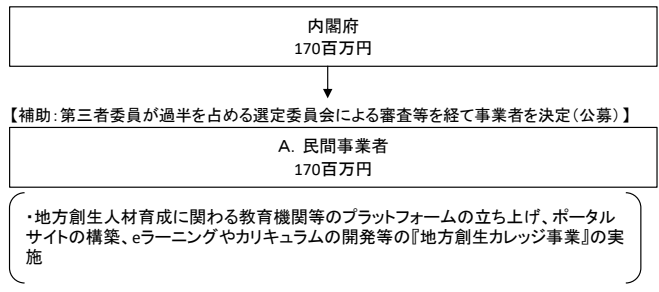 内閣府
170百万円
【補助：第三者委員が過半を占める選定委員会による審査等を経て事業者を決定（公募）】
A．民間事業者
170百万円
・地方創生人材育成に関わる教育機関等のプラットフォームの立ち上げ、ポータル
サイトの構築、eラーニングやカリキュラムの開発等の『地方創生カレッジ事業』の実
施